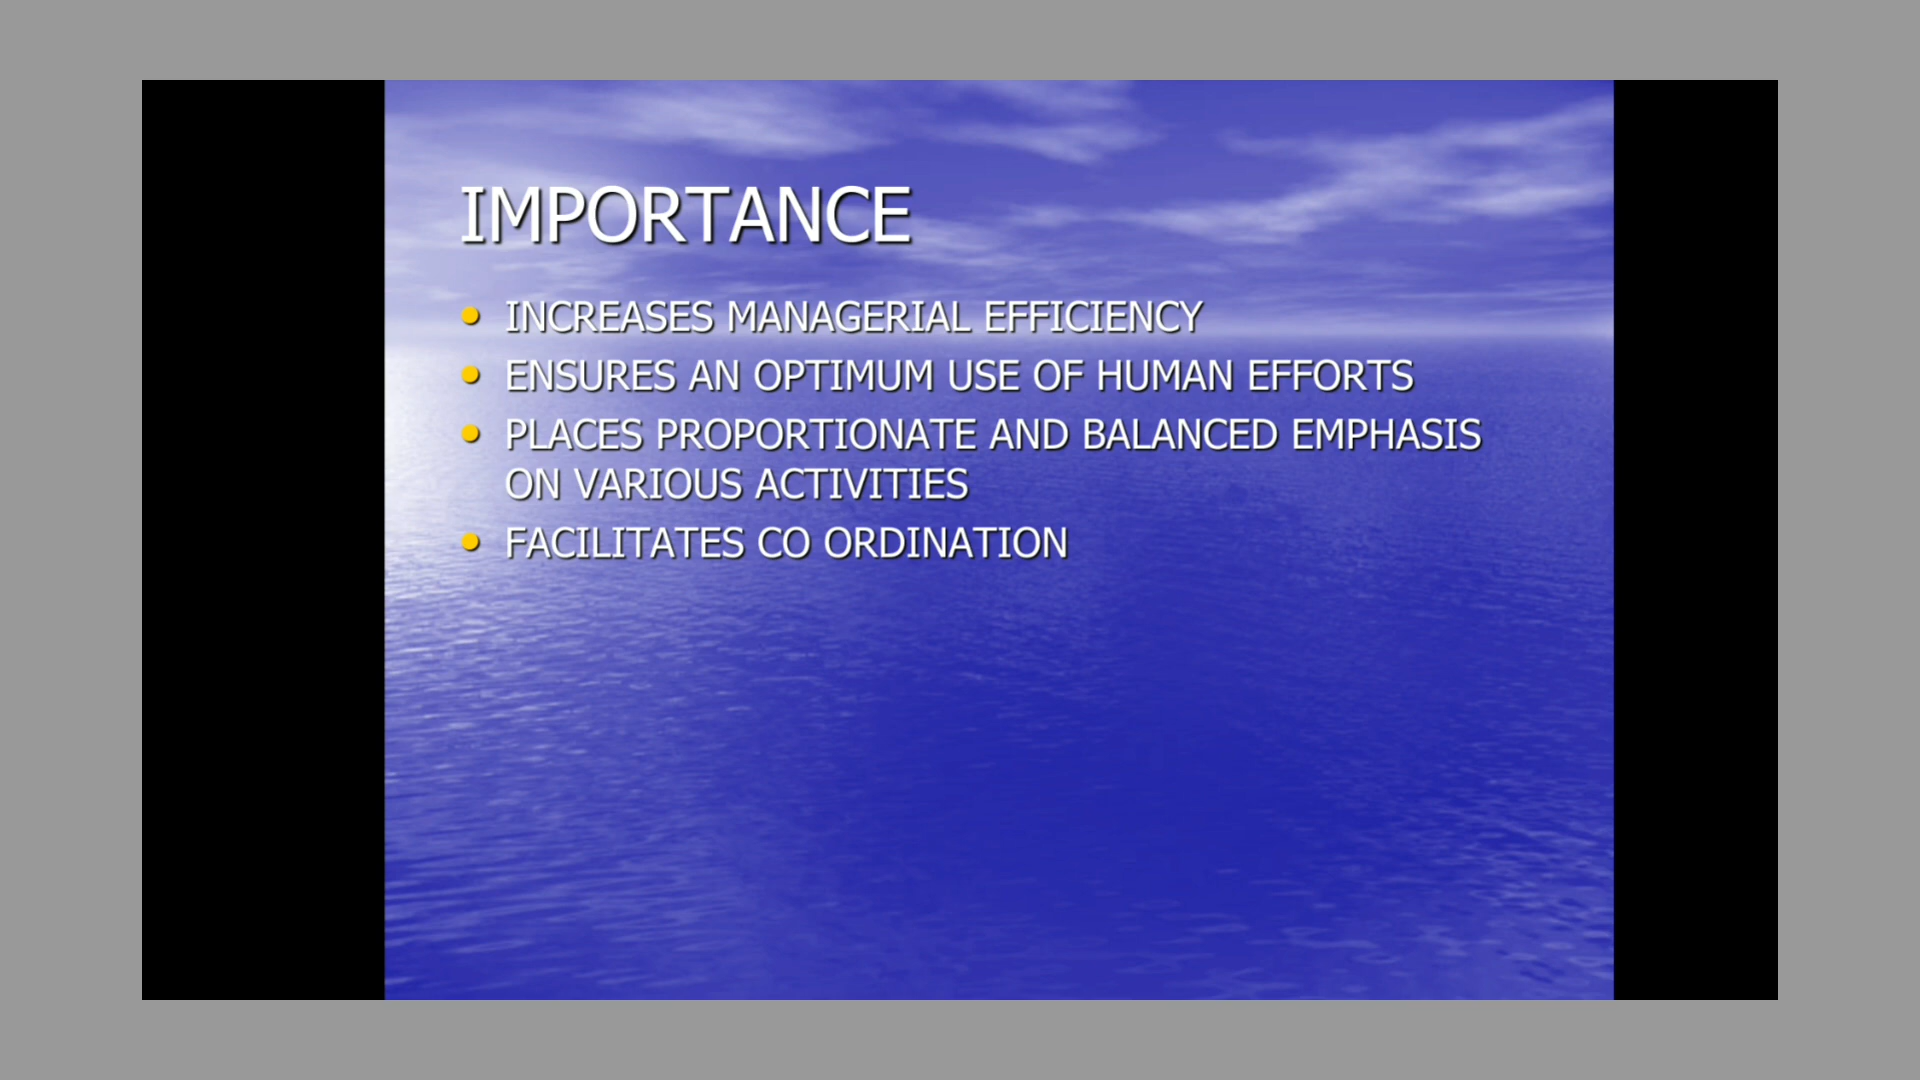 IMPORTANCE
• INCREASES MANAGERIAL EFFICIENCY
• ENSURES AN OPTIMUM USE OF HUMAN EFFORTS
• PLACES PROPORTIONATE AND BALANCED EMPHASIS
ON VARIOUS ACTIVITIES
• FACILITATES CO ORDINATION